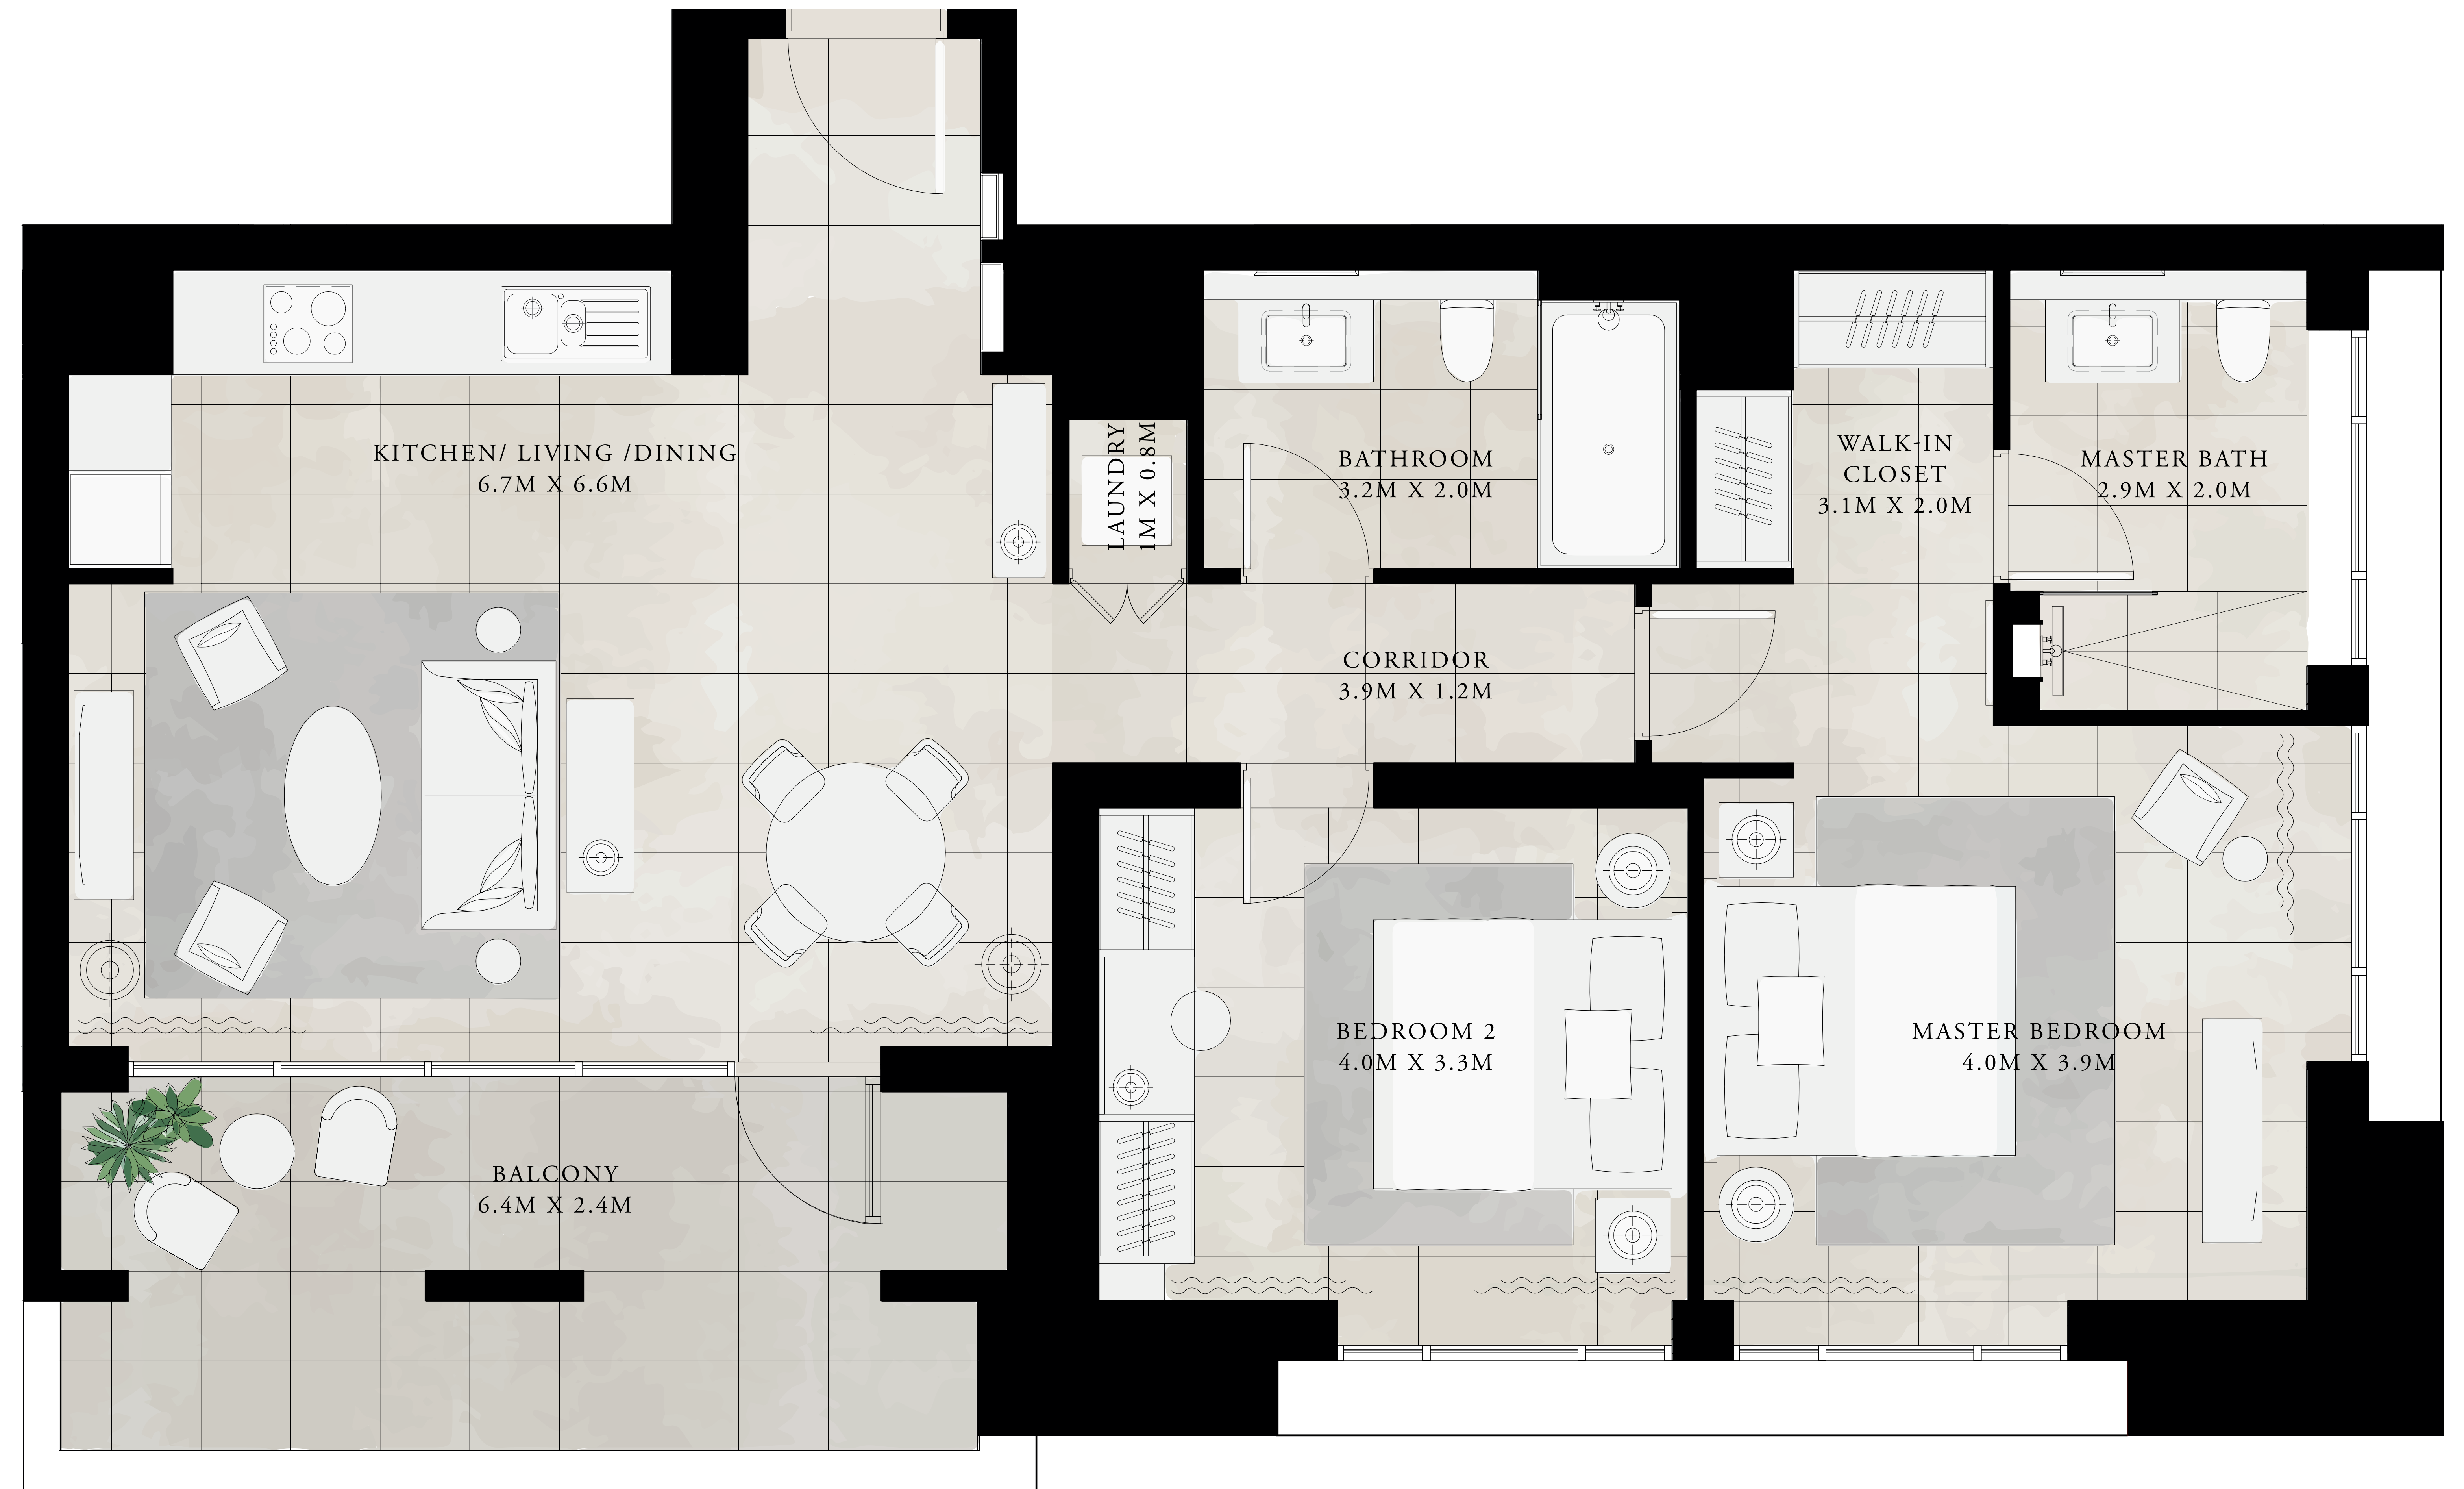 KITCHEN/ LIVING /DINING
6.7M X 6.6M
LAUNDRY
1M X 0.8M
BATHROOM
3.2M X 2.0M
WALK-IN
CLOSET
3.1M X 2.0M
MASTER BATH
2.9M X 2.0M
CORRIDOR
3.9M X 1.2M
BEDROOM 2
4.0M X 3.3M
MASTER BEDROOM
4.0M X 3.9M
BALCONY
6.4M X 2.4M